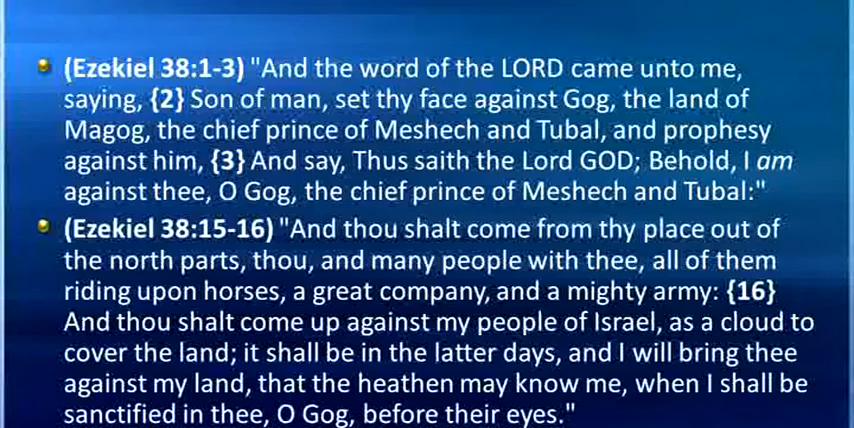 (Ezekiel 38:1-3) "And the word of the LORD came unto me,
saying, {2} Son of man, set thy face against Gog, the land of
Magog, the chief prince of Meshech and Tubal, and prophesy
against him, {3} And say, Thus saith the Lord GOD; Behold, I am
against thee, O Gog, the chief prince of Meshech and Tubal:"
(Ezekiel 38:15-16) "And thou shalt come from thy place out of
the north parts, thou, and many people with thee, all of them
riding upon horses, a great company, and a mighty army: {16}
And thou shalt come up against my people of Israel, as a cloud to
cover the land; it shall be in the latter days, and I will bring thee
against my land, that the heathen may know me, when I shall be
sanctified in thee, O Gog, before their eyes."